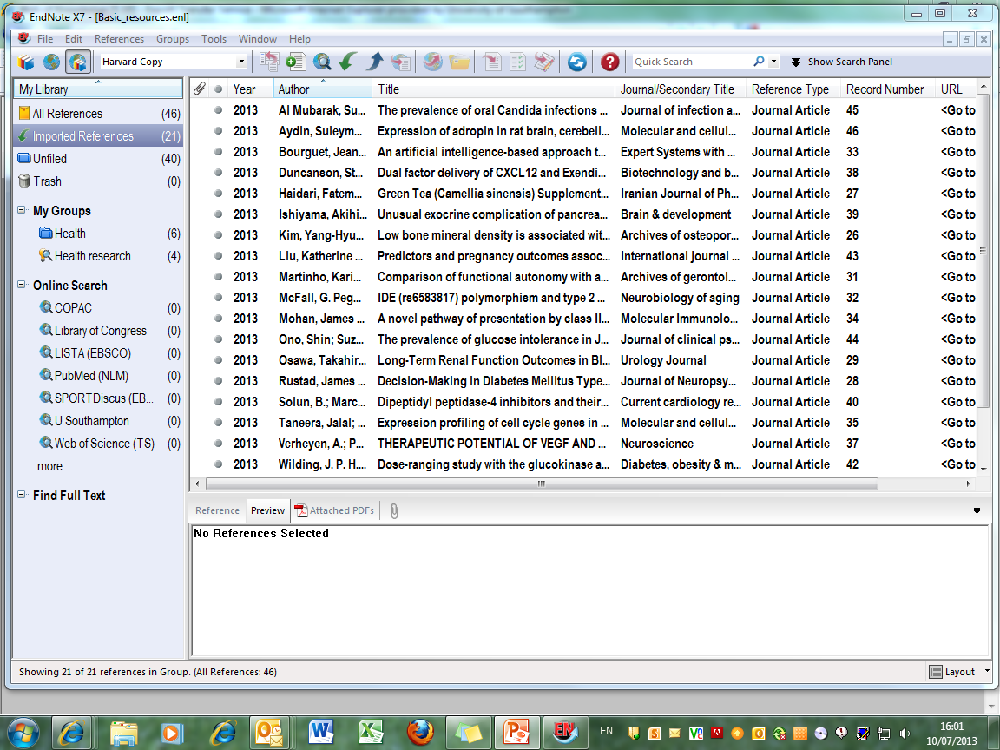 EndNote X7 - [Basic_resources.enl]
File Edit References Groups Tools Window Help
Harvard Copy Quick Search Show Search Panel
My Library
All References (46)
Imported References (21)
Unfiled (40)
Trash (0)
My Groups
Health (6)
Health research (4)
Online Search
COPAC (0)
Library of Congress (0)
LISTA (EBSCO) (0)
PubMed (NLM) (0)
SPORTDiscus (EB... (0)
U Southampton (0)
Web of Science (TS) (0)
more...
Find Full Text
Year Author Title Journal/Secondary Title Reference Type Record Number URL
2013 Al Mubarak, Su... The prevalence of oral Candida infections ... Journal of infection a... Journal Article 45 <Go to
2013 Aydin, Suleym... Expression of adropin in rat brain, cerebell... Molecular and cellul... Journal Article 46 <Go to
2013 Bourguet, Jean... An artificial intelligence-based approach t... Expert Systems with ... Journal Article 33 <Go to
2013 Duncanson, St... Dual factor delivery of CXCL12 and Exendi... Biotechnology and b... Journal Article 38 <Go to
2013 Haidari, Fatem... Green Tea (Camellia sinensis) Supplement... Iranian Journal of Ph... Journal Article 27 <Go to
2013 Ishiyama, Akihi... Unusual exocrine complication of pancrea... Brain & development Journal Article 39 <Go to
2013 Kim, Yang-Hyu... Low bone mineral density is associated wit... Archives of osteopor... Journal Article 26 <Go to
2013 Liu, Katherine ... Predictors and pregnancy outcomes assoc... International journal ... Journal Article 43 <Go to
2013 Martinho, Kari... Comparison of functional autonomy with a... Archives of gerontol... Journal Article 31 <Go to
2013 McFall, G. Peg... IDE (rs6583817) polymorphism and type 2 ... Neurobiology of aging Journal Article 32 <Go to
2013 Mohan, James ... A novel pathway of presentation by class II... Molecular Immunolo... Journal Article 34 <Go to
2013 Ono, Shin; Suz... The prevalence of glucose intolerance in J... Journal of clinical ps... Journal Article 44 <Go to
2013 Osawa, Takahir... Long-Term Renal Function Outcomes in Bl... Urology Journal Journal Article 29 <Go to
2013 Rustad, James ... Decision-Making in Diabetes Mellitus Type... Journal of Neuropsy... Journal Article 28 <Go to
2013 Solun, B.; Marc... Dipeptidyl peptidase-4 inhibitors and their... Current cardiology re... Journal Article 40 <Go to
2013 Taneera, Jalal; ... Expression profiling of cell cycle genes in ... Molecular and cellul... Journal Article 35 <Go to
2013 Verheyen, A.; P... THERAPEUTIC POTENTIAL OF VEGF AND ... Neuroscience Journal Article 37 <Go to
2013 Wilding, J. P. H.... Dose-ranging study with the glucokinase a... Diabetes, obesity & m... Journal Article 42 <Go to
Reference Preview Attached PDFs
No References Selected
Showing 21 of 21 references in Group. (All References: 46) Layout
EN
16:01
10/07/2013